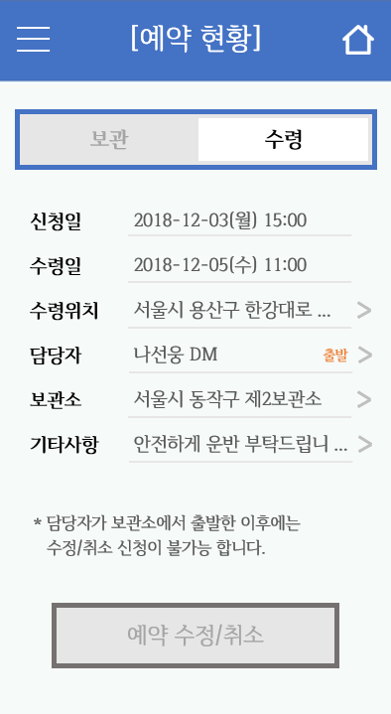 [예약 현황]
보관 수령
신청일 2018-12-03(월) 15:00
수령일 2018-12-05(수) 11:00
수령위치 서울시 용산구 한강대로 ...
담당자 나선웅 DM 출발
보관소 서울시 동작구 제2보관소
기타사항 안전하게 운반 부탁드립니 ...
* 담당자가 보관소에서 출발한 이후에는
수정/취소 신청이 불가능 합니다.
예약 수정/취소